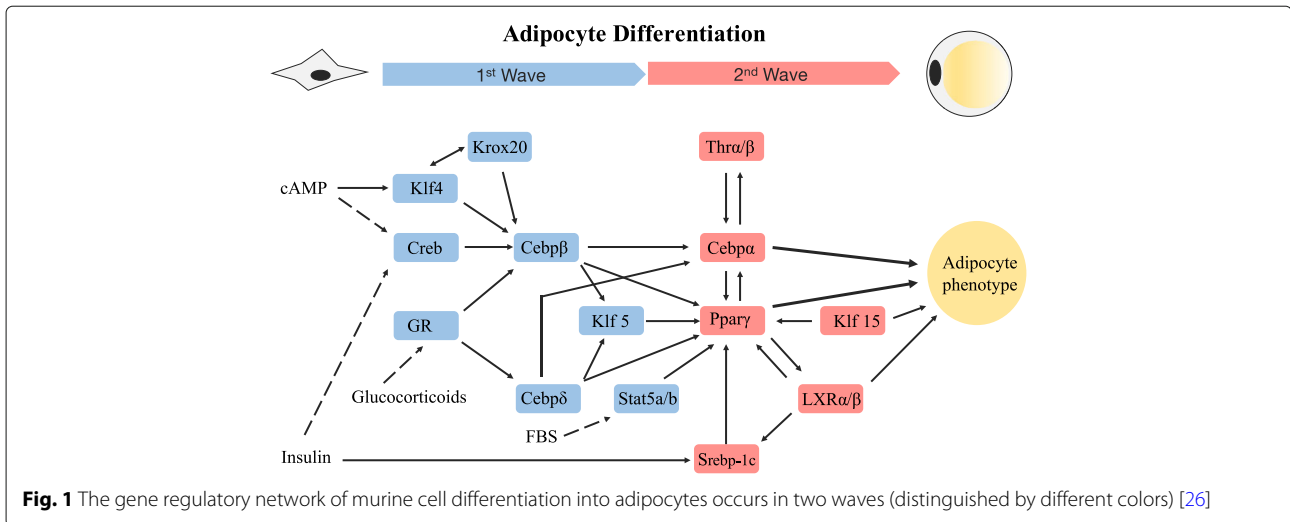 Adipocyte Differentiation
1st Wave
2nd Wave
Krox20
Thrα/β
cAMP
Klf4
Creb
Cebpβ
Cebpα
Adipocyte
phenotype
GR
Klf 5
Pparγ
Klf 15
Glucocorticoids
Cebpδ
Stat5a/b
LXRα/β
FBS
Insulin
Srebp-1c
Fig. 1 The gene regulatory network of murine cell differentiation into adipocytes occurs in two waves (distinguished by different colors) [26]